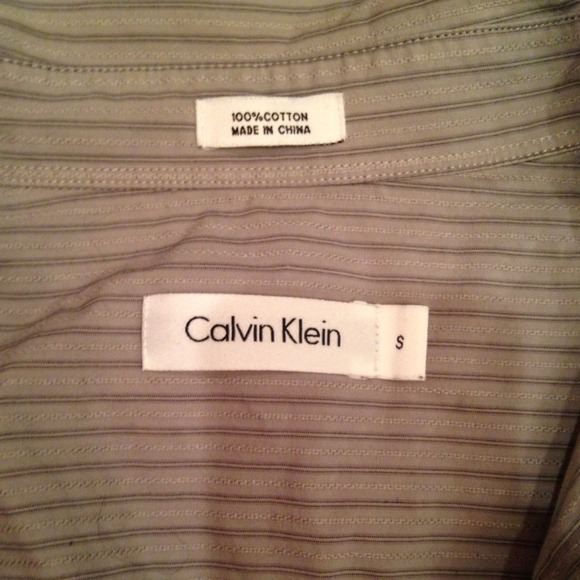 100% COTTON
MADE IN CHINA
Calvin Klein
S